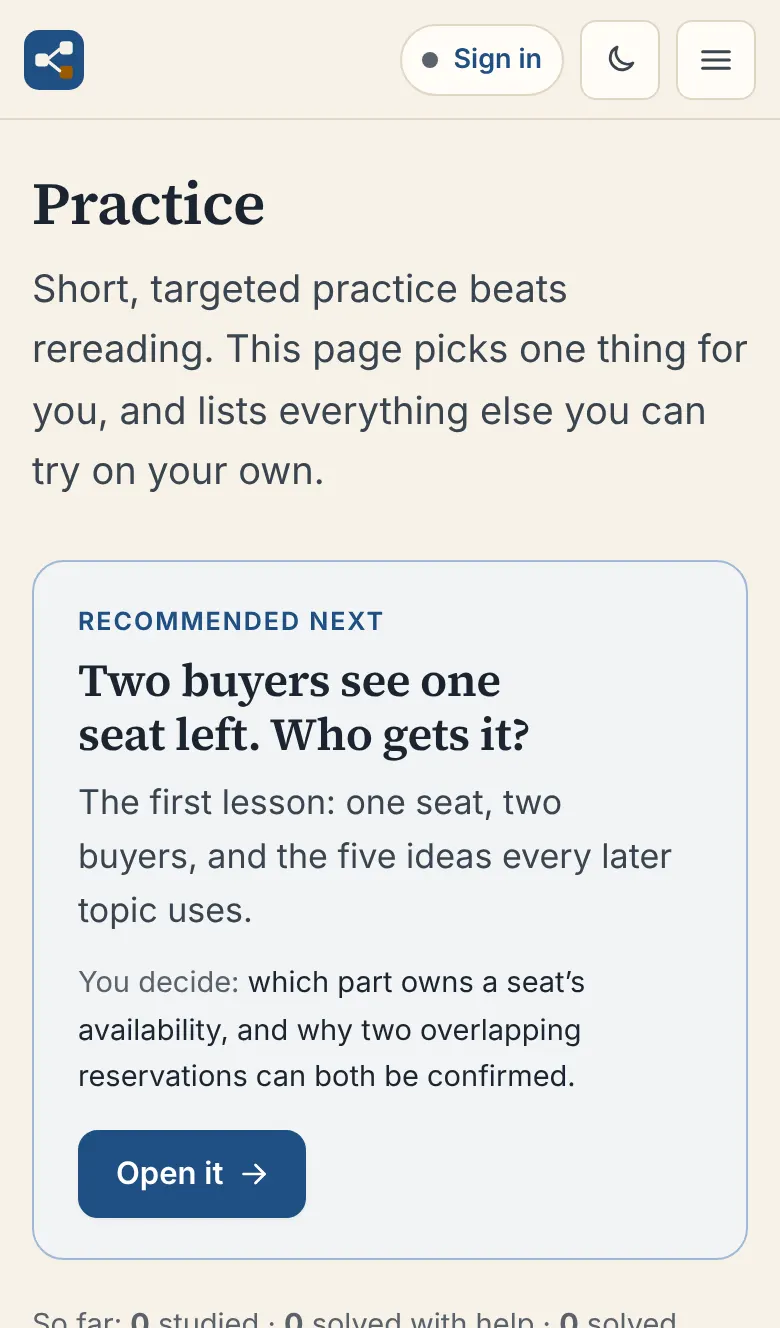 Sign in
Practice
Short, targeted practice beats
rereading. This page picks one thing for
you, and lists everything else you can
try on your own.
RECOMMENDED NEXT
Two buyers see one
seat left. Who gets it?
The first lesson: one seat, two
buyers, and the five ideas every later
topic uses.
You decide: which part owns a seat’s
availability, and why two overlapping
reservations can both be confirmed.
Open it →
So far: 0 studied · 0 solved with help · 0 solved